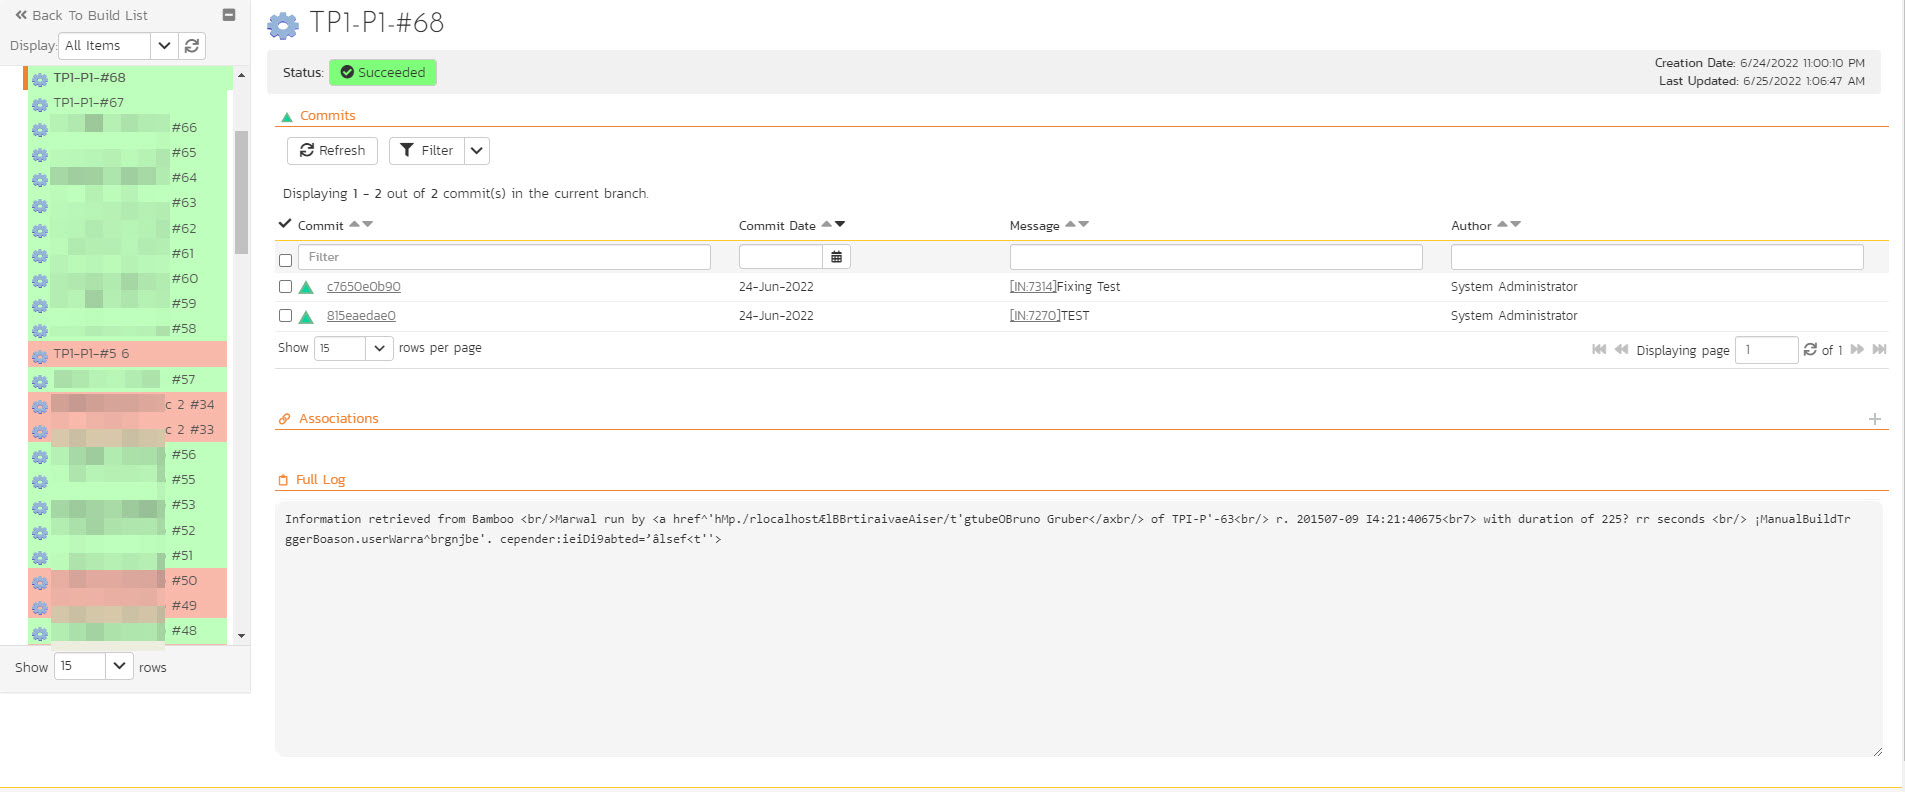 Back To Build List
Display: All Items
TP1-P1-#68
TP1-P1-#67
#66
#65
#64
#63
#62
#61
#60
#59
#58
TP1-P1-#5 6
#57
c 2 #34
c 2 #33
#56
#55
#53
#52
#51
#50
#49
#48
Show 15 rows
TP1-P1-#68
Status: Succeeded
Creation Date: 6/24/2022 11:00:10 PM
Last Updated: 6/25/2022 1:06:47 AM
Commits
Refresh Filter
Displaying 1 - 2 out of 2 commit(s) in the current branch.
Commit Commit Date Message Author
Filter
c7650e0b90 24-Jun-2022 [IN:7314]Fixing Test System Administrator
815eaedae0 24-Jun-2022 [IN:7270]TEST System Administrator
Show 15 rows per page Displaying page 1 of 1
Associations
Full Log
Information retrieved from Bamboo <br/>Marwal run by <a href^'hMp./rlocalhostÆlBBrtiraivaeAiser/t'gtubeOBruno Gruber</axbr/> of TPI-P'-63<br/> r. 201507-09 I4:21:40675<br7> with duration of 225? rr seconds <br/> ¡ManualBuildTr
ggerBoason.userWarra^brgnjbe'. cepender:ieiDi9abted=’âlsef<t''>